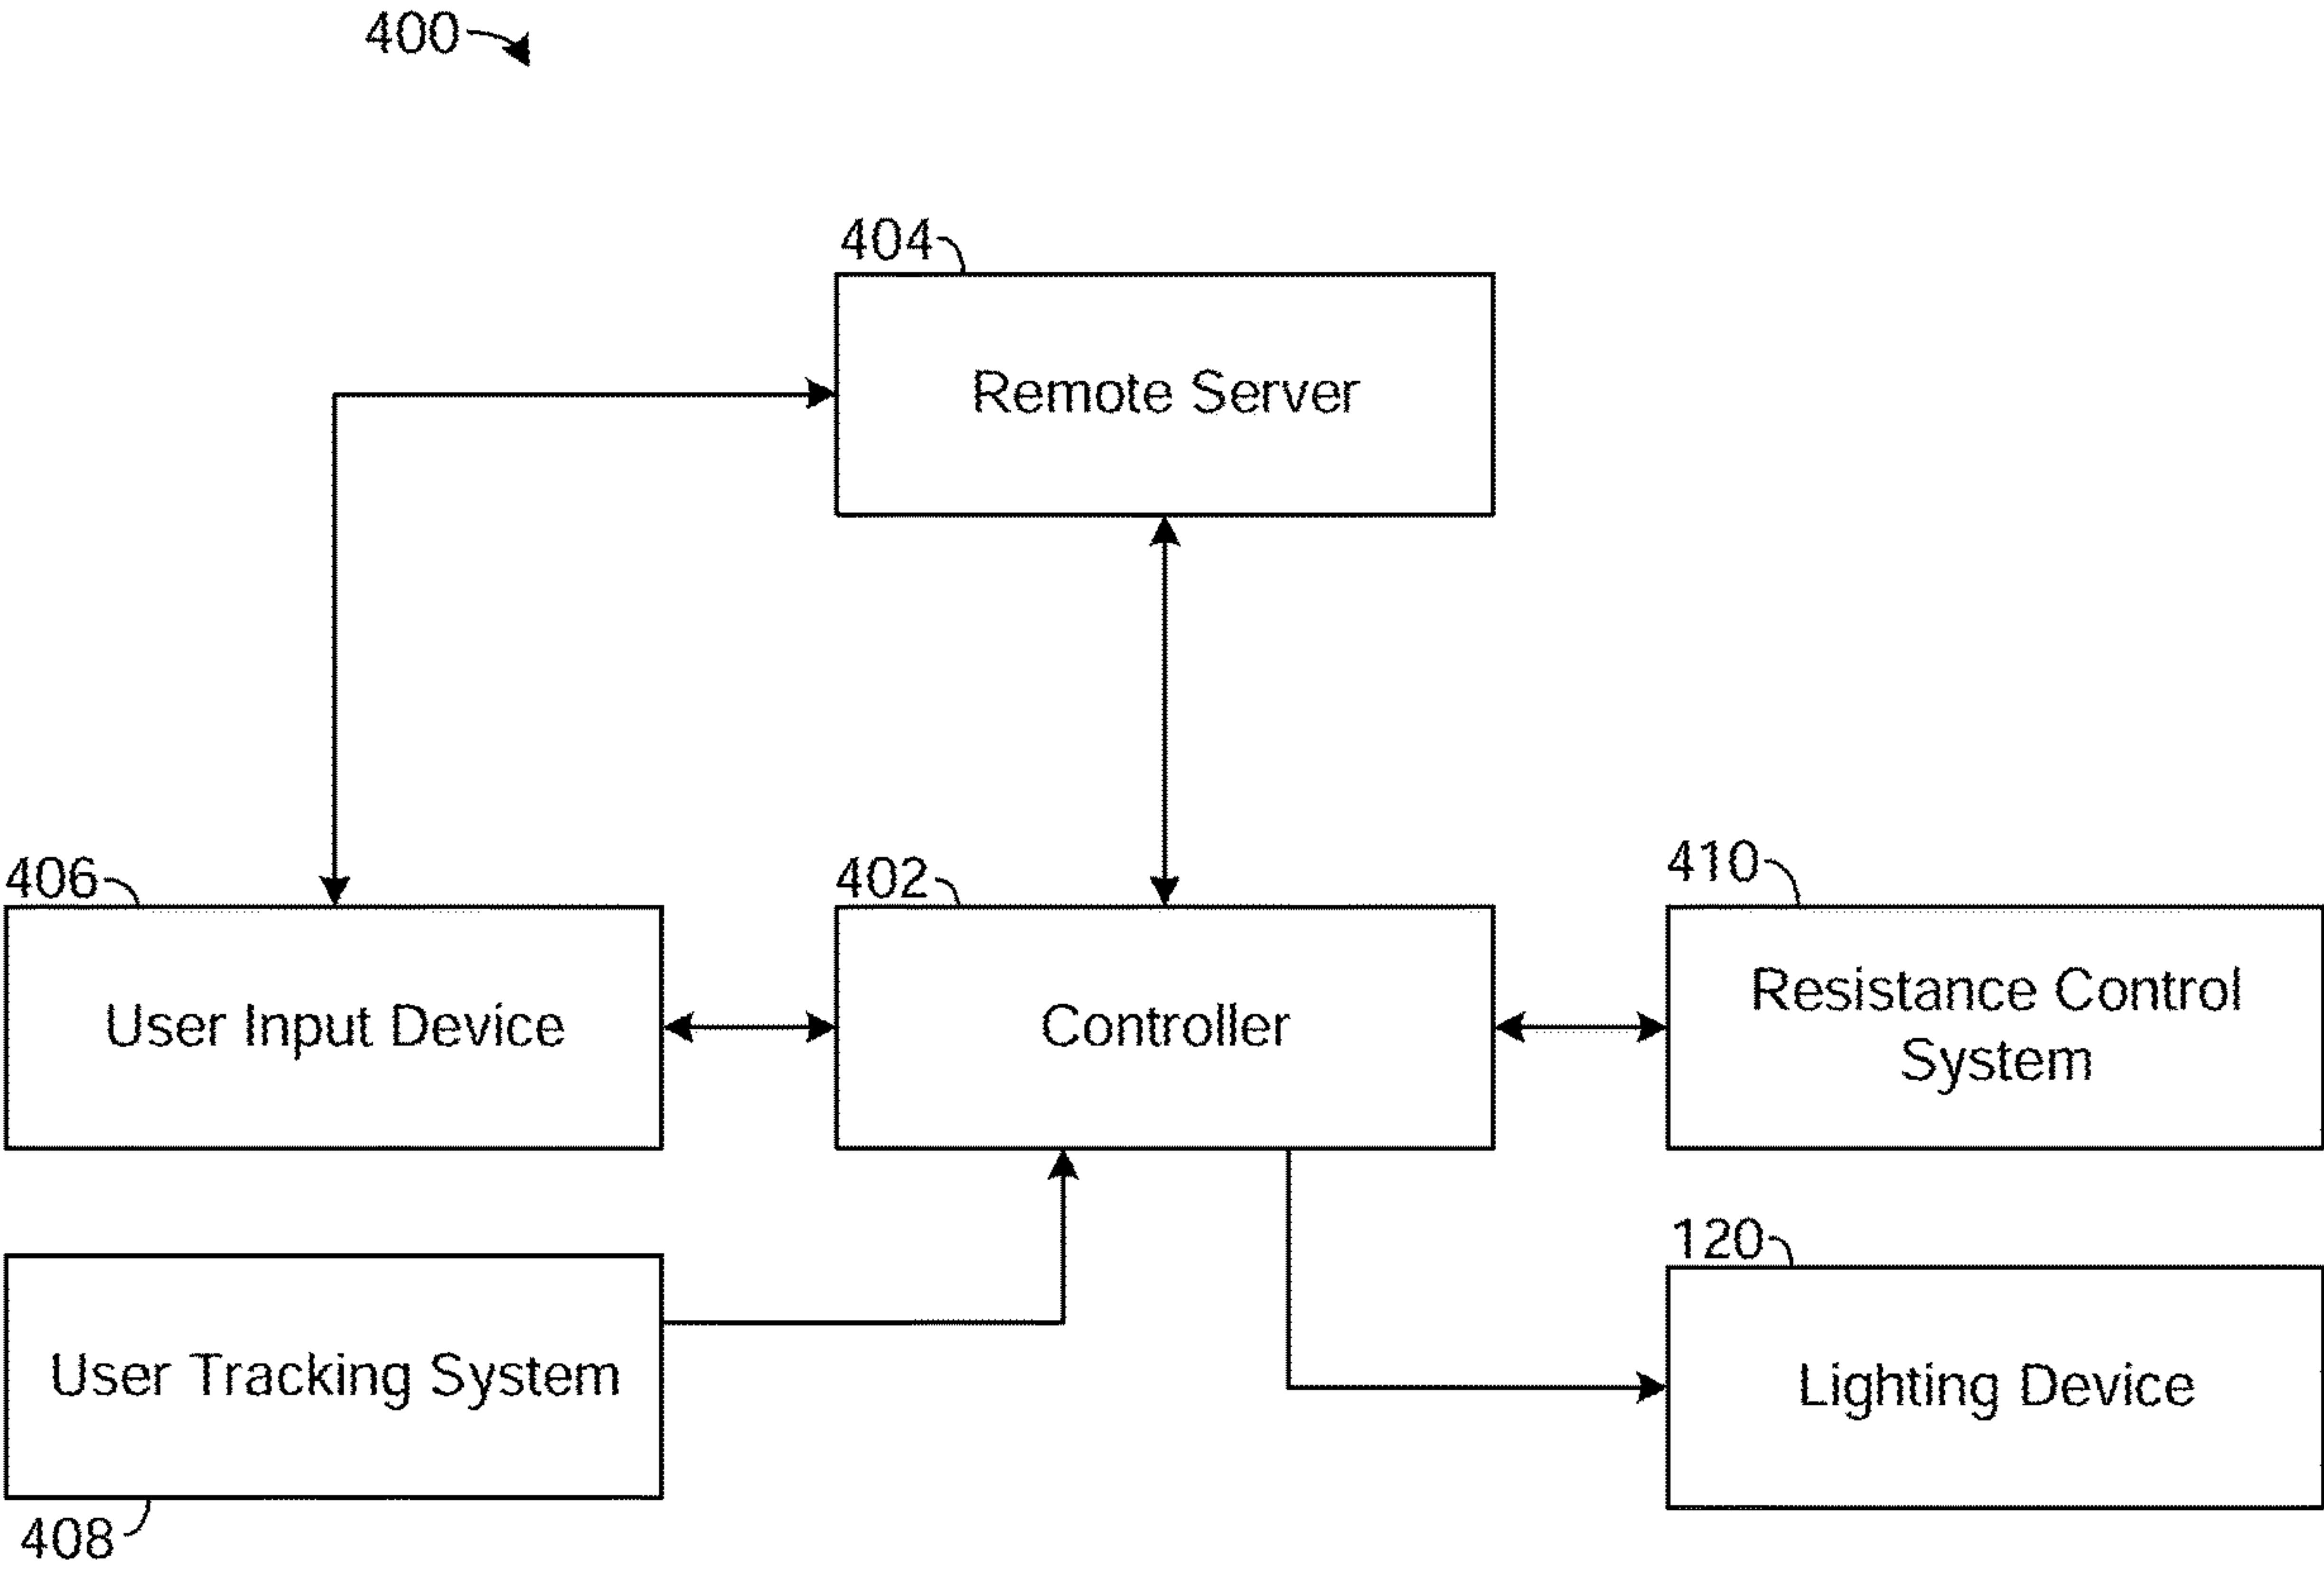 400
404
Remote Server
406
402
410
User Input Device
Controller
Resistance Control
System
120
User Tracking System
Lighting Device
408